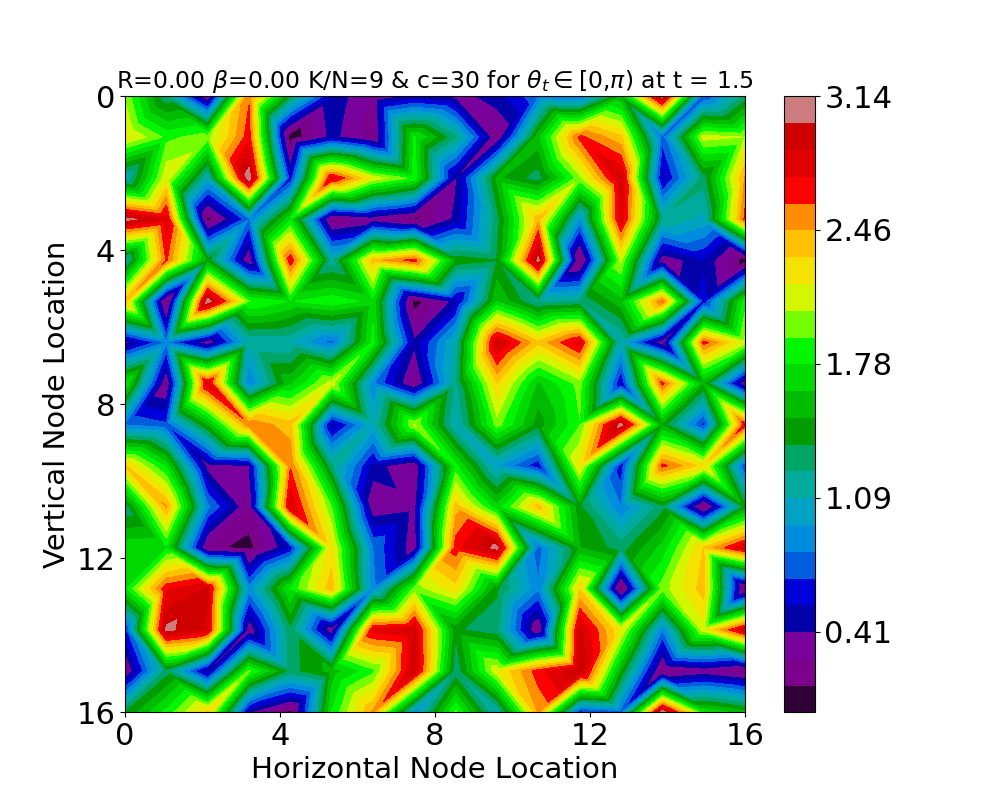 R=0.00 β=0.00 K/N=9 & c=30 for θₜ∈[0,π) at t = 1.5
0
4
8
12
16
Vertical Node Location
0 4 8 12 16
Horizontal Node Location
3.14
2.46
1.78
1.09
0.41